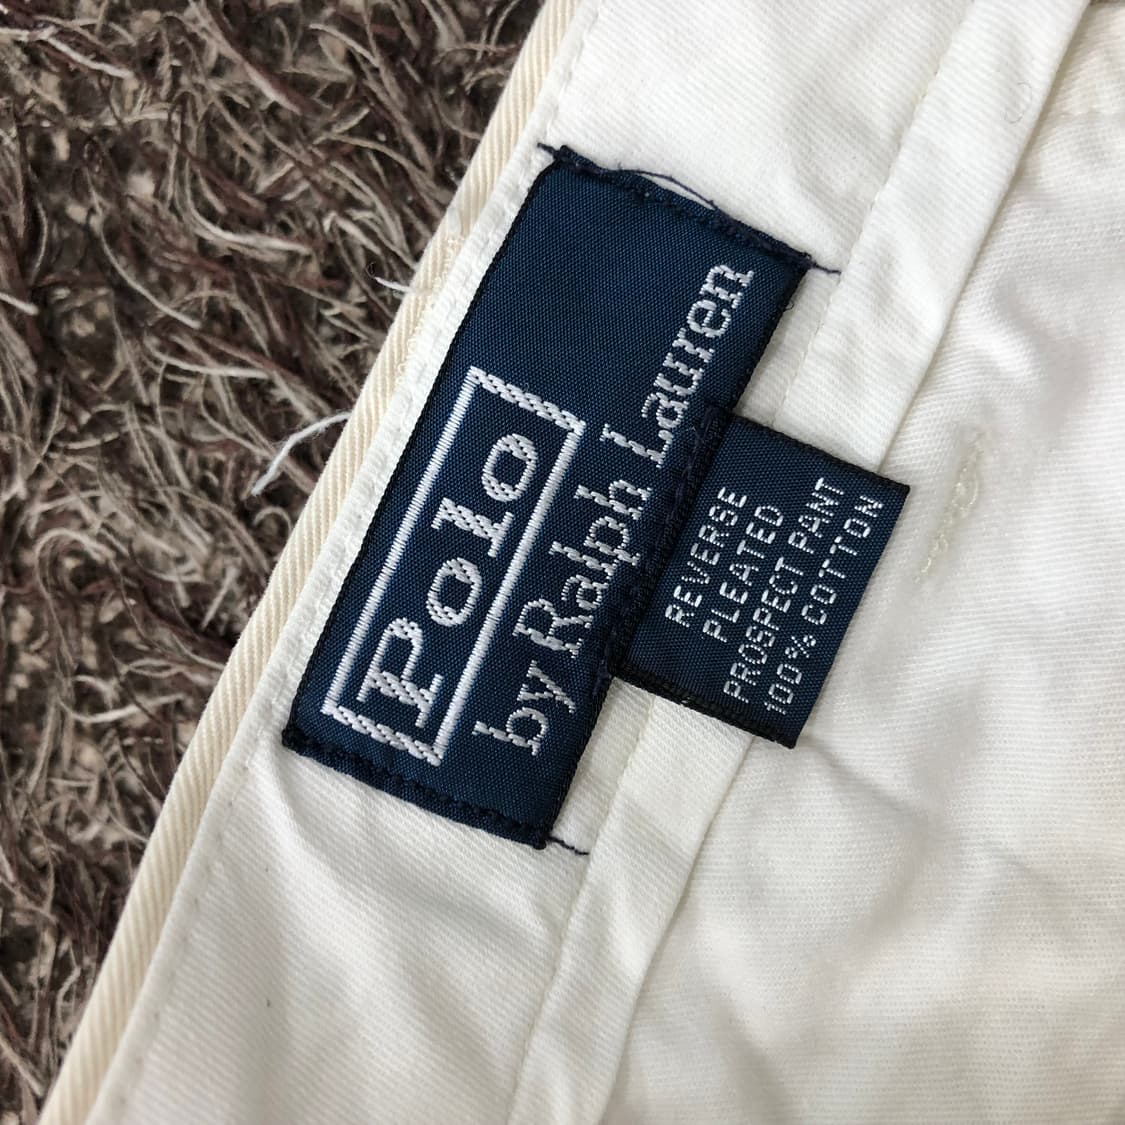 Polo
by Ralph Lauren
REVERSE
PLEATED
PROSPECT PANT
100% COTTON